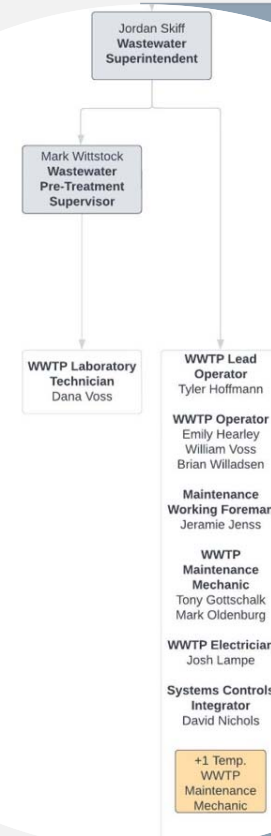 Jordan Skiff
Wastewater
Superintendent
Mark Wittstock
Wastewater
Pre-Treatment
Supervisor
WWTP Laboratory
Technician
Dana Voss
WWTP Lead
Operator
Tyler Hoffmann
WWTP Operator
Emily Hearley
William Voss
Brian Willadsen
Maintenance
Working Foreman
Jeramie Jenss
WWTP
Maintenance
Mechanic
Tony Gottschalk
Mark Oldenburg
WWTP Electrician
Josh Lampe
Systems Controls
Integrator
David Nichols
+1 Temp.
WWTP
Maintenance
Mechanic